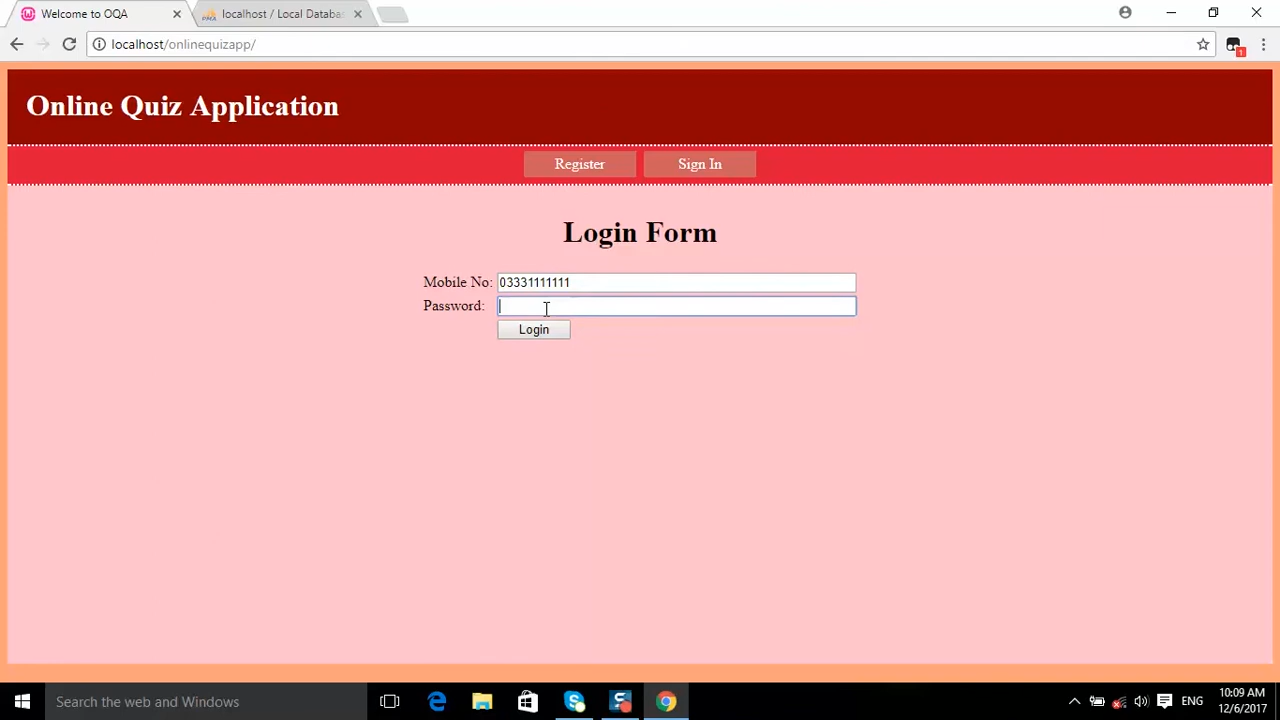 Welcome to OQA
localhost / Local Databa
localhost/onlinequizapp/
1
Online Quiz Application
Register
Sign In
Login Form
Mobile No: 03331111111
Password:
Login
Search the web and Windows
ENG
10:09 AM
12/6/2017